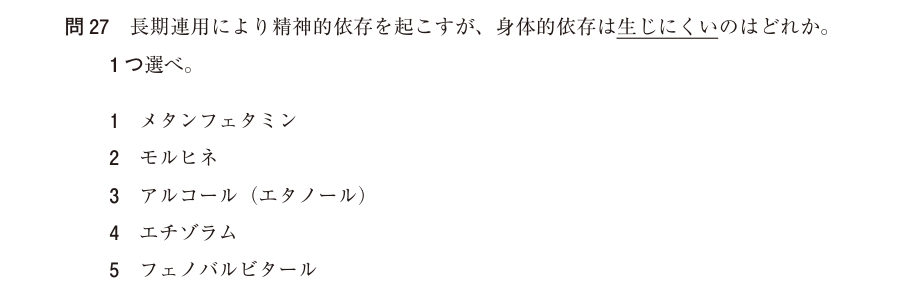 問 27　長期連用により精神的依存を起こすが、身体的依存は生じにくいのはどれか。
1 つ選べ。
1　メタンフェタミン
2　モルヒネ
3　アルコール（エタノール）
4　エチゾラム
5　フェノバルビタール